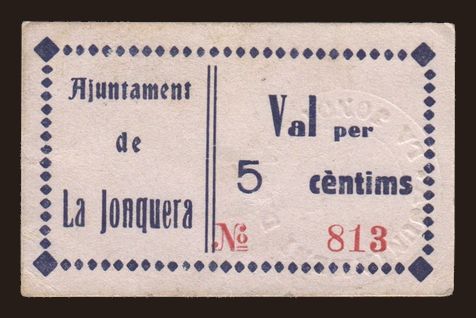 Ajuntament
de
La Jonquera
Val per
5 cèntims
No 813